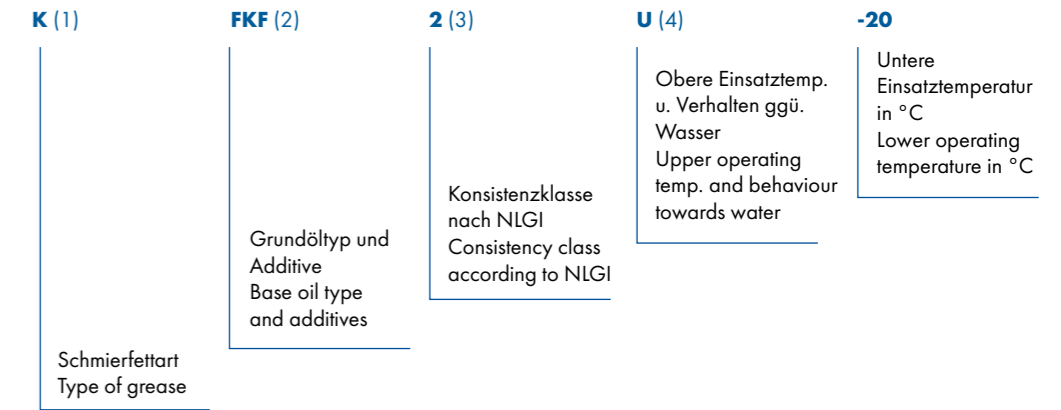 K (1)
FKF (2)
2 (3)
U (4)
-20
Schmierfettart
Type of grease
Grundöltyp und
Additive
Base oil type
and additives
Konsistenzklasse
nach NLGI
Consistency class
according to NLGI
Obere Einsatztemp.
u. Verhalten ggü.
Wasser
Upper operating
temp. and behaviour
towards water
Untere
Einsatztemperatur
in °C
Lower operating
temperature in °C